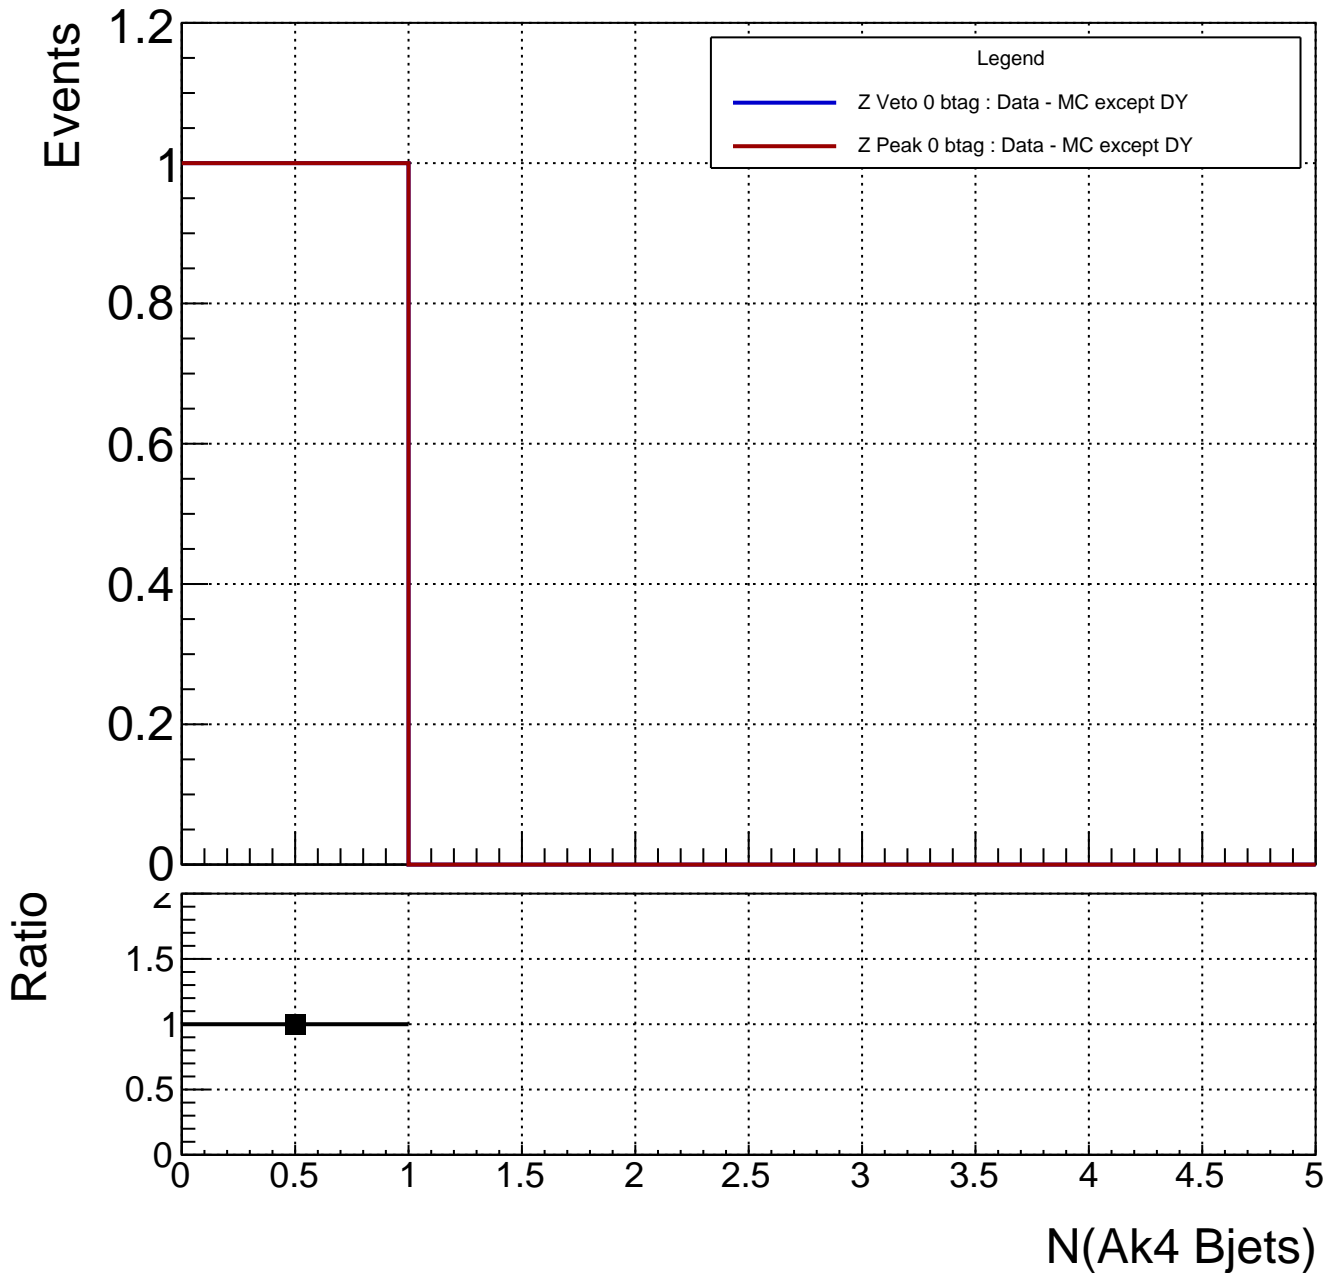 Events
1.2
1
0.8
0.6
0.4
0.2
0
Legend
Z Veto 0 btag : Data - MC except DY
Z Peak 0 btag : Data - MC except DY
Ratio
2
1.5
1
0.5
0
0 0.5 1 1.5 2 2.5 3 3.5 4 4.5 5
N(Ak4 Bjets)